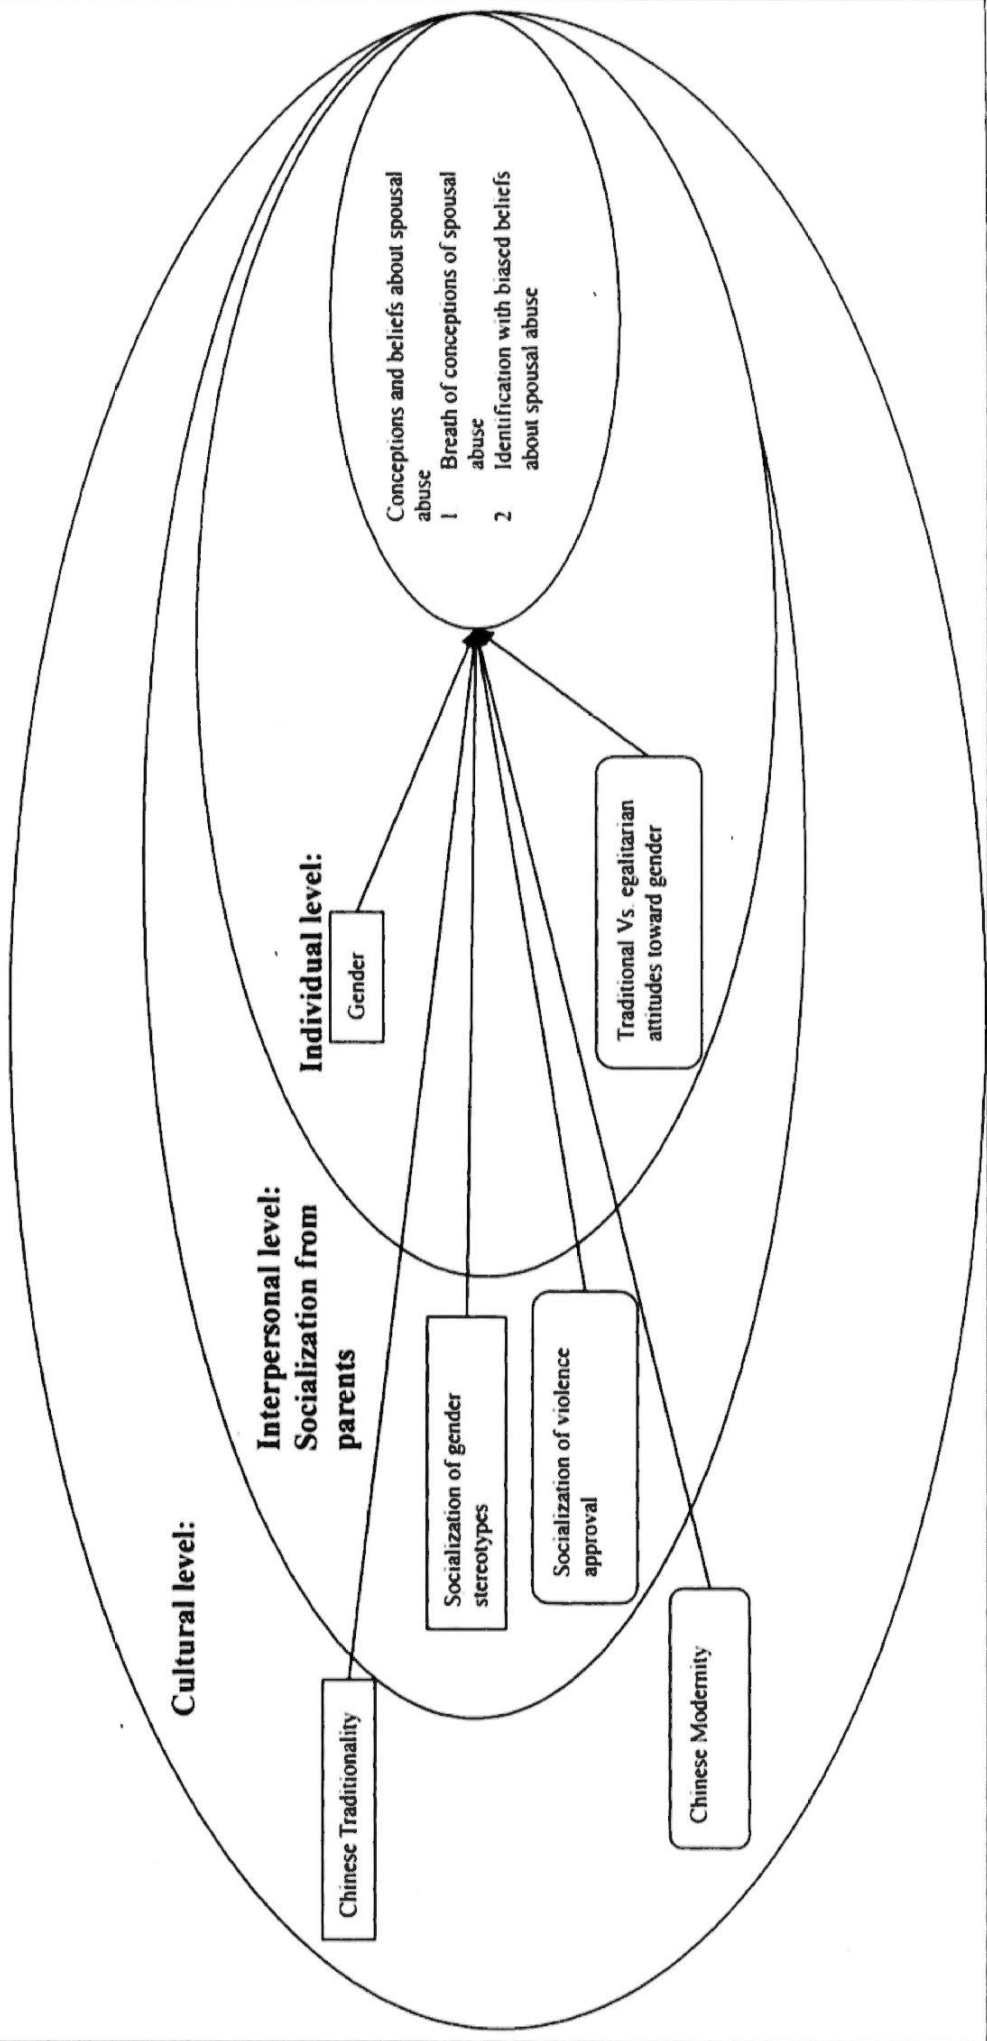 Cultural level:
Interpersonal level:
Socialization from
parents
Individual level:
Chinese Traditionality
Gender
Socialization of gender
stereotypes
Socialization of violence
approval
Traditional Vs. egalitarian
attitudes toward gender
Chinese Modernity
Conceptions and beliefs about spousal
abuse
1 Breath of conceptions of spousal
abuse
2 Identification with biased beliefs
about spousal abuse